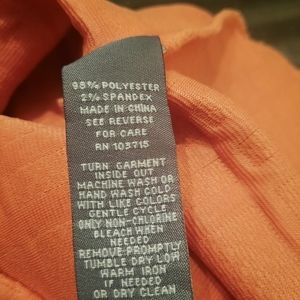 98% POLYESTER
2% SPANDEX
MADE IN CHINA
SEE REVERSE
FOR CARE
RN 103715
TURN GARMENT
INSIDE OUT
MACHINE WASH OR
HAND WASH COLD
WITH LIKE COLORS
GENTLE CYCLE
ONLY NON-CHLORINE
BLEACH WHEN
NEEDED
REMOVE PROMPTLY
TUMBLE DRY LOW
WARM IRON
IF NEEDED
OR DRY CLEAN